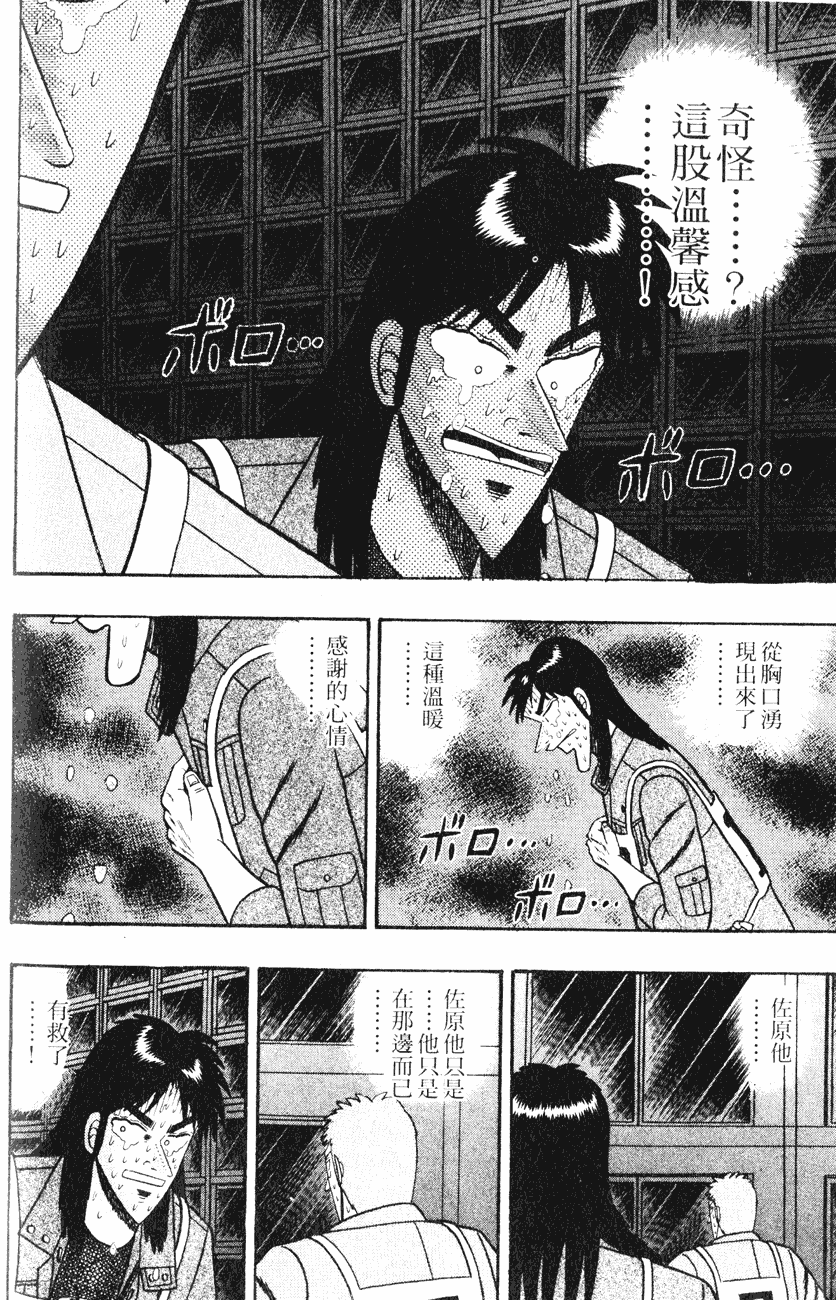 奇怪……？
這股溫馨感
…………！
ボロ…
ボロ…
從胸口湧
現出來了
……
這種溫暖
……
ボロ…
ボロ…
感謝的心情
………
佐原他
……
佐原他只是
……他只是
在那邊而已
……
有救了
……！